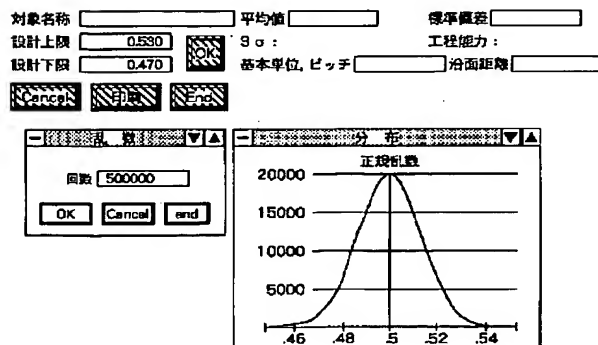 対象名称 平均値 標準偏差
設計上限 0.530 OK 9σ: 工程能力:
設計下限 0.470 基本単位, ピッチ 沿面距離
Cancel 印刷 End
乱数
回数 500000
OK Cancel end
分布
正規乱数
20000
15000
10000
5000
.46 .48 .5 .52 .54